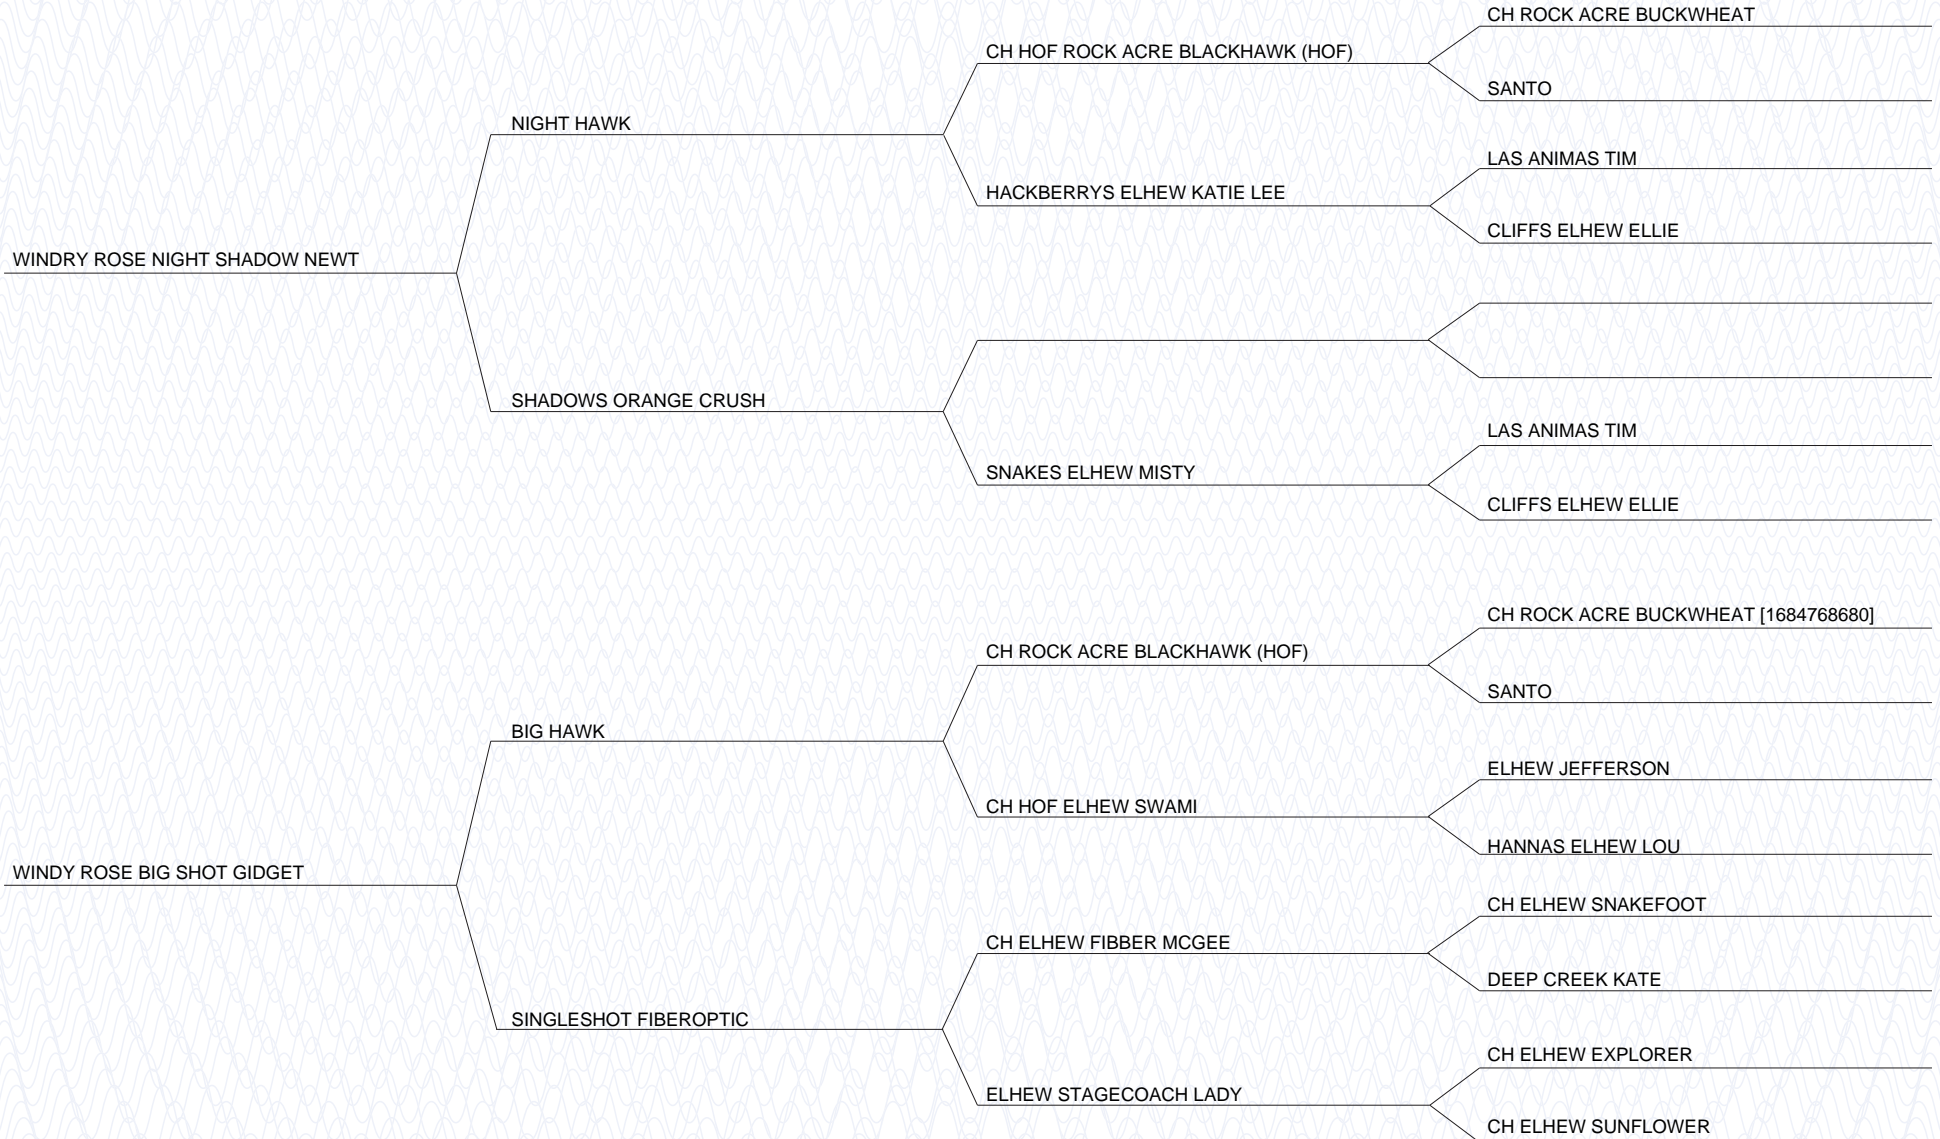 CH ROCK ACRE BUCKWHEAT
CH HOF ROCK ACRE BLACKHAWK (HOF)
SANTO
NIGHT HAWK
LAS ANIMAS TIM
HACKBERRYS ELHEW KATIE LEE
CLIFFS ELHEW ELLIE
WINDRY ROSE NIGHT SHADOW NEWT
SHADOWS ORANGE CRUSH
LAS ANIMAS TIM
SNAKES ELHEW MISTY
CLIFFS ELHEW ELLIE
CH ROCK ACRE BUCKWHEAT [1684768680]
CH ROCK ACRE BLACKHAWK (HOF)
SANTO
BIG HAWK
ELHEW JEFFERSON
CH HOF ELHEW SWAMI
HANNAS ELHEW LOU
WINDY ROSE BIG SHOT GIDGET
CH ELHEW SNAKEFOOT
CH ELHEW FIBBER MCGEE
DEEP CREEK KATE
SINGLESHOT FIBEROPTIC
CH ELHEW EXPLORER
ELHEW STAGECOACH LADY
CH ELHEW SUNFLOWER